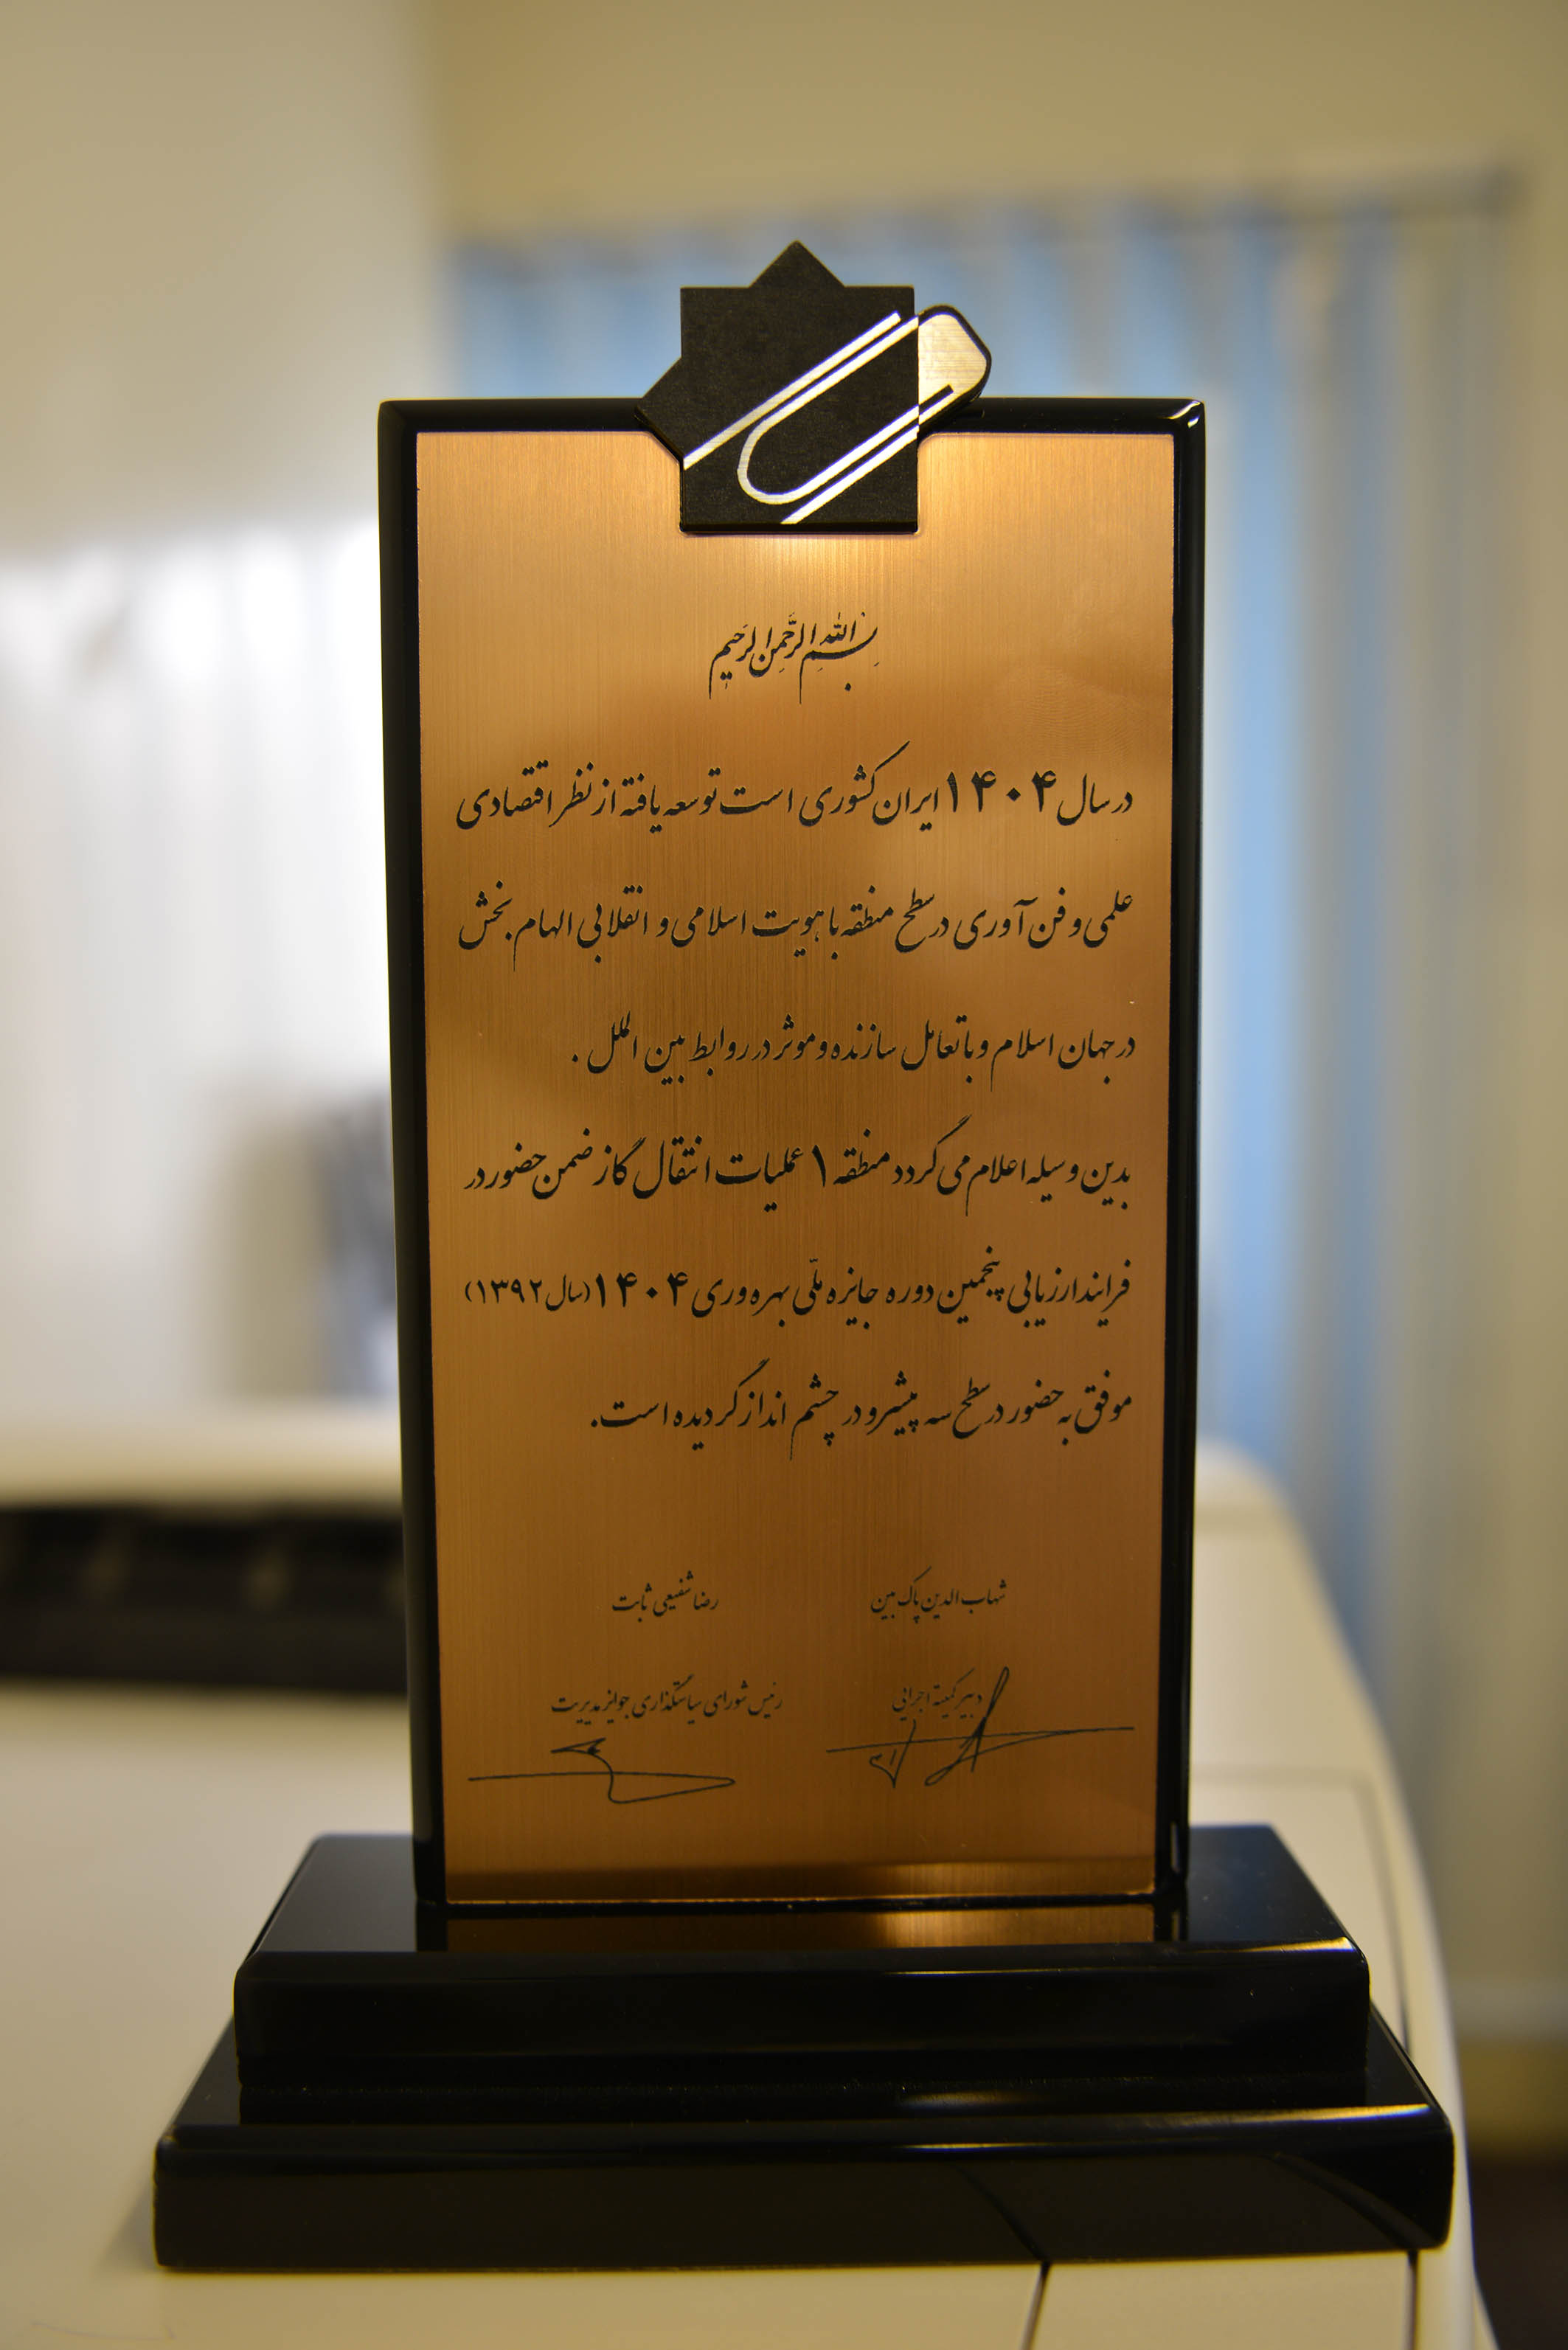 بسم الله الرحمن الرحیم
در سال ۱۴۰۴ ایران کشوری است توسعه یافته از نظر اقتصادی
علمی و فن آوری در سطح منطقه با هویت اسلامی و انقلابی الهام بخش
در جهان اسلام و با تعامل سازنده و موثر در روابط بین الملل .
بدین وسیله اعلام می گردد منطقه ۱ عملیات انتقال گاز ضمن حضور در
فرایند ارزیابی پنجمین دوره جایزه ملّی بهره وری ۱۴۰۴ (سال ۱۳۹۲)
موفق به حضور در سطح سه پیشرو در چشم انداز گردیده است.
شهاب الدین پاک بین
رضا شفیعی ثابت
دبیر کمیته اجرائی
رئیس شورای سیاستگذاری جوایز مدیریت